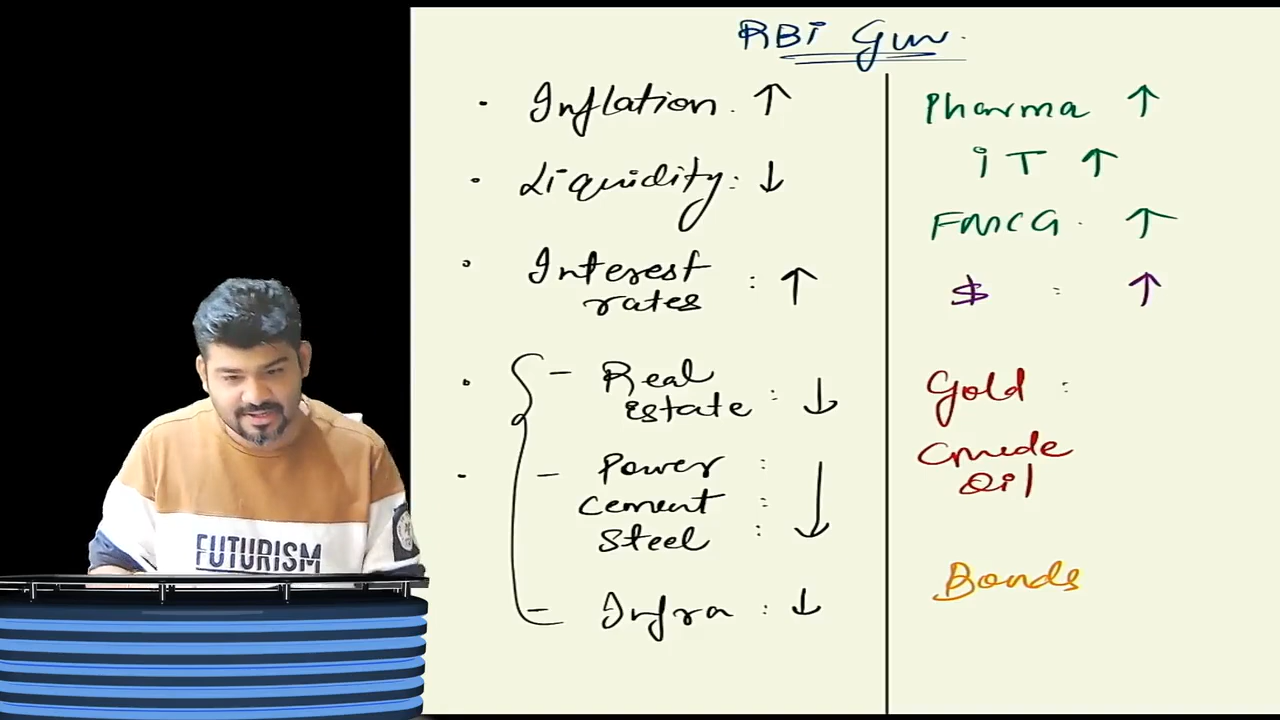 RBi Guv.
· Inflation. ↑
· Liquidity: ↓
· Interest
rates : ↑
· { - Real
estate : ↓
· - Power :
Cement :
Steel : ↓
- Infra : ↓
Pharma ↑
iT ↑
FMCG. ↑
$ : ↑
Gold :
Crude
Oil
Bonds
FUTURISM